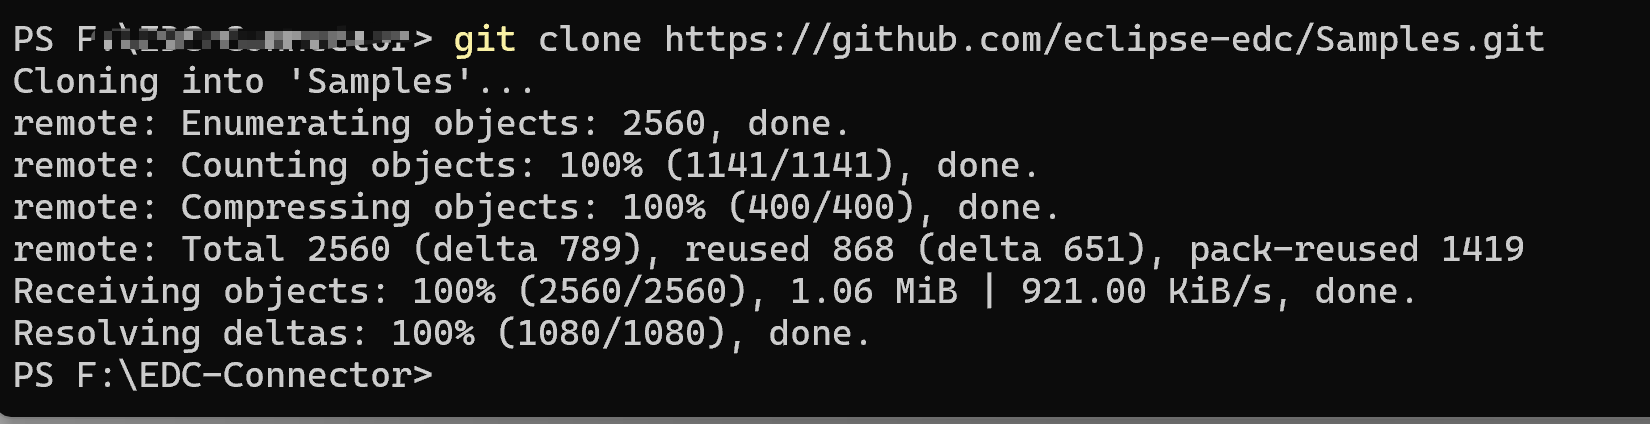 PS F > git clone https://github.com/eclipse-edc/Samples.git
Cloning into 'Samples'...
remote: Enumerating objects: 2560, done.
remote: Counting objects: 100% (1141/1141), done.
remote: Compressing objects: 100% (400/400), done.
remote: Total 2560 (delta 789), reused 868 (delta 651), pack-reused 1419
Receiving objects: 100% (2560/2560), 1.06 MiB | 921.00 KiB/s, done.
Resolving deltas: 100% (1080/1080), done.
PS F:\EDC-Connector>